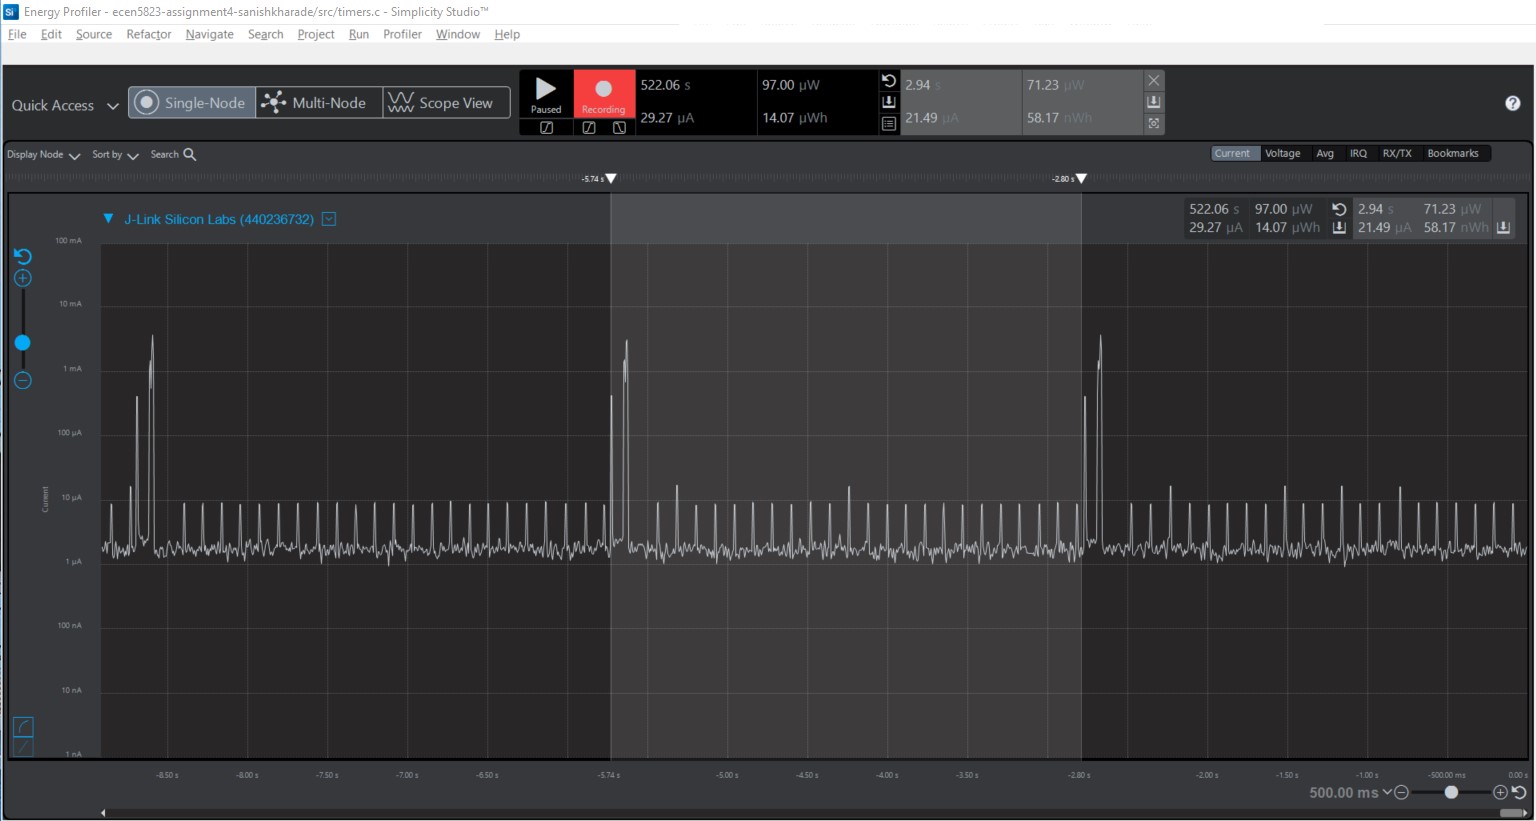 Si Energy Profiler - ecen5823-assignment4-sanishkharade/src/timers.c - Simplicity Studio™
File Edit Source Refactor Navigate Search Project Run Profiler Window Help
Quick Access Single-Node Multi-Node Scope View
Paused Recording
522.06 s 97.00 µW 2.94 s 71.23 µW
29.27 µA 14.07 µWh 21.49 µA 58.17 nWh
?
Display Node Sort by Search Current Voltage Avg IRQ RX/TX Bookmarks
-5.74 s -2.80 s
J-Link Silicon Labs (440236732)
522.06 s 97.00 µW 2.94 s 71.23 µW
29.27 µA 14.07 µWh 21.49 µA 58.17 nWh
100 mA
10 mA
1 mA
100 µA
10 µA
Current
1 µA
100 nA
10 nA
1 nA
-8.50 s -8.00 s -7.50 s -7.00 s -6.50 s -5.74 s -5.00 s -4.50 s -4.00 s -3.50 s -2.80 s -2.00 s -1.50 s -1.00 s -500.00 ms 0.00 s
500.00 ms